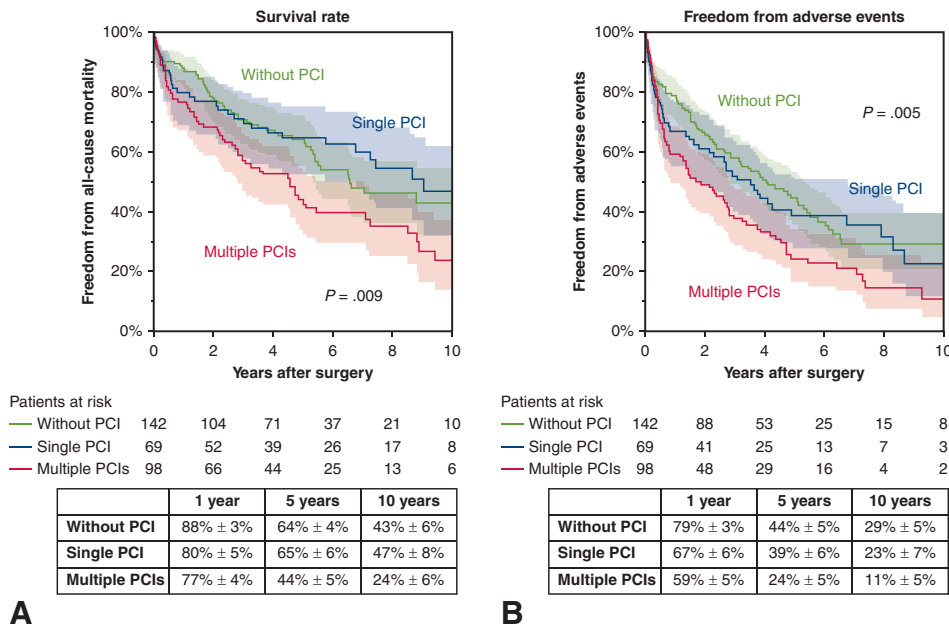 Survival rate
100%
80%
60%
40%
20%
0%
Freedom from all-cause mortality
Without PCI
Single PCI
Multiple PCIs
P = .009
0 2 4 6 8 10
Years after surgery
Patients at risk
Without PCI 142 104 71 37 21 10
Single PCI 69 52 39 26 17 8
Multiple PCIs 98 66 44 25 13 6
1 year 5 years 10 years
Without PCI 88% ± 3% 64% ± 4% 43% ± 6%
Single PCI 80% ± 5% 65% ± 6% 47% ± 8%
Multiple PCIs 77% ± 4% 44% ± 5% 24% ± 6%
A
Freedom from adverse events
100%
80%
60%
40%
20%
0%
Freedom from adverse events
Without PCI
P = .005
Single PCI
Multiple PCIs
0 2 4 6 8 10
Years after surgery
Patients at risk
Without PCI 142 88 53 25 15 8
Single PCI 69 41 25 13 7 3
Multiple PCIs 98 48 29 16 4 2
1 year 5 years 10 years
Without PCI 79% ± 3% 44% ± 5% 29% ± 5%
Single PCI 67% ± 6% 39% ± 6% 23% ± 7%
Multiple PCIs 59% ± 5% 24% ± 5% 11% ± 5%
B